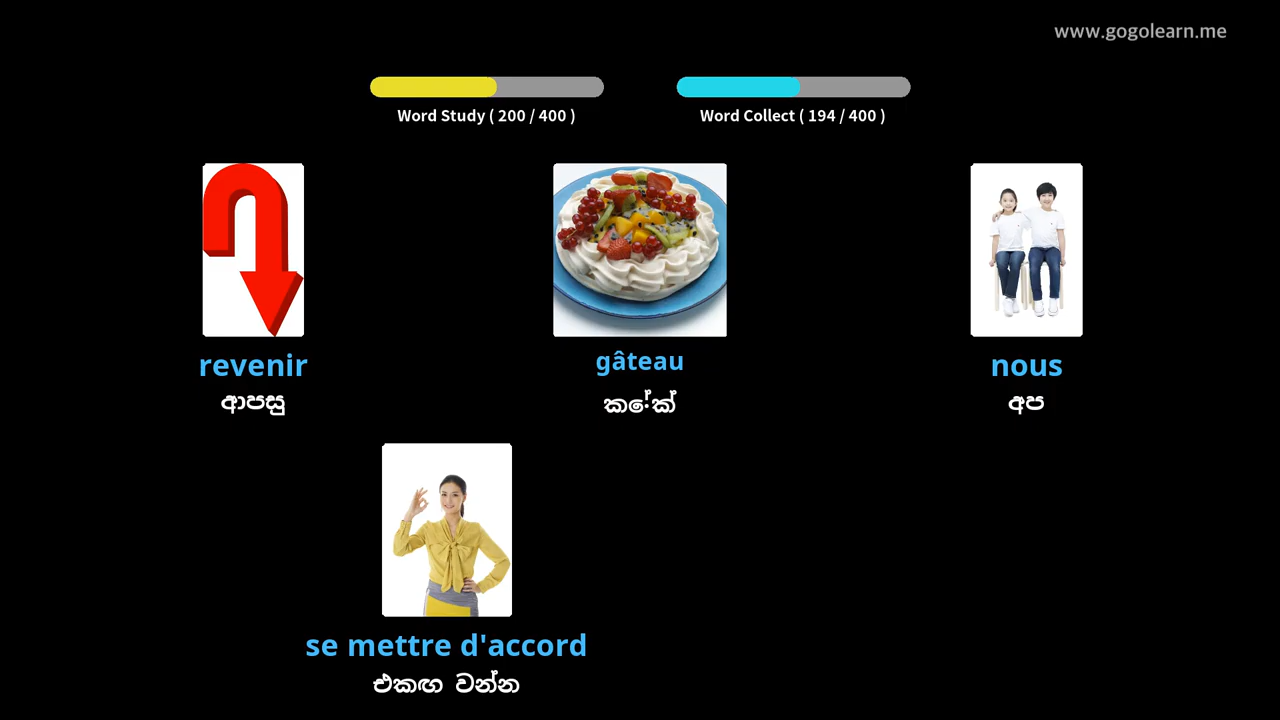 www.gogolearn.me
Word Study ( 200 / 400 )
Word Collect ( 194 / 400 )
revenir
gâteau
nous
ආපසු
කේක්
අප
se mettre d'accord
එකඟ වන්න